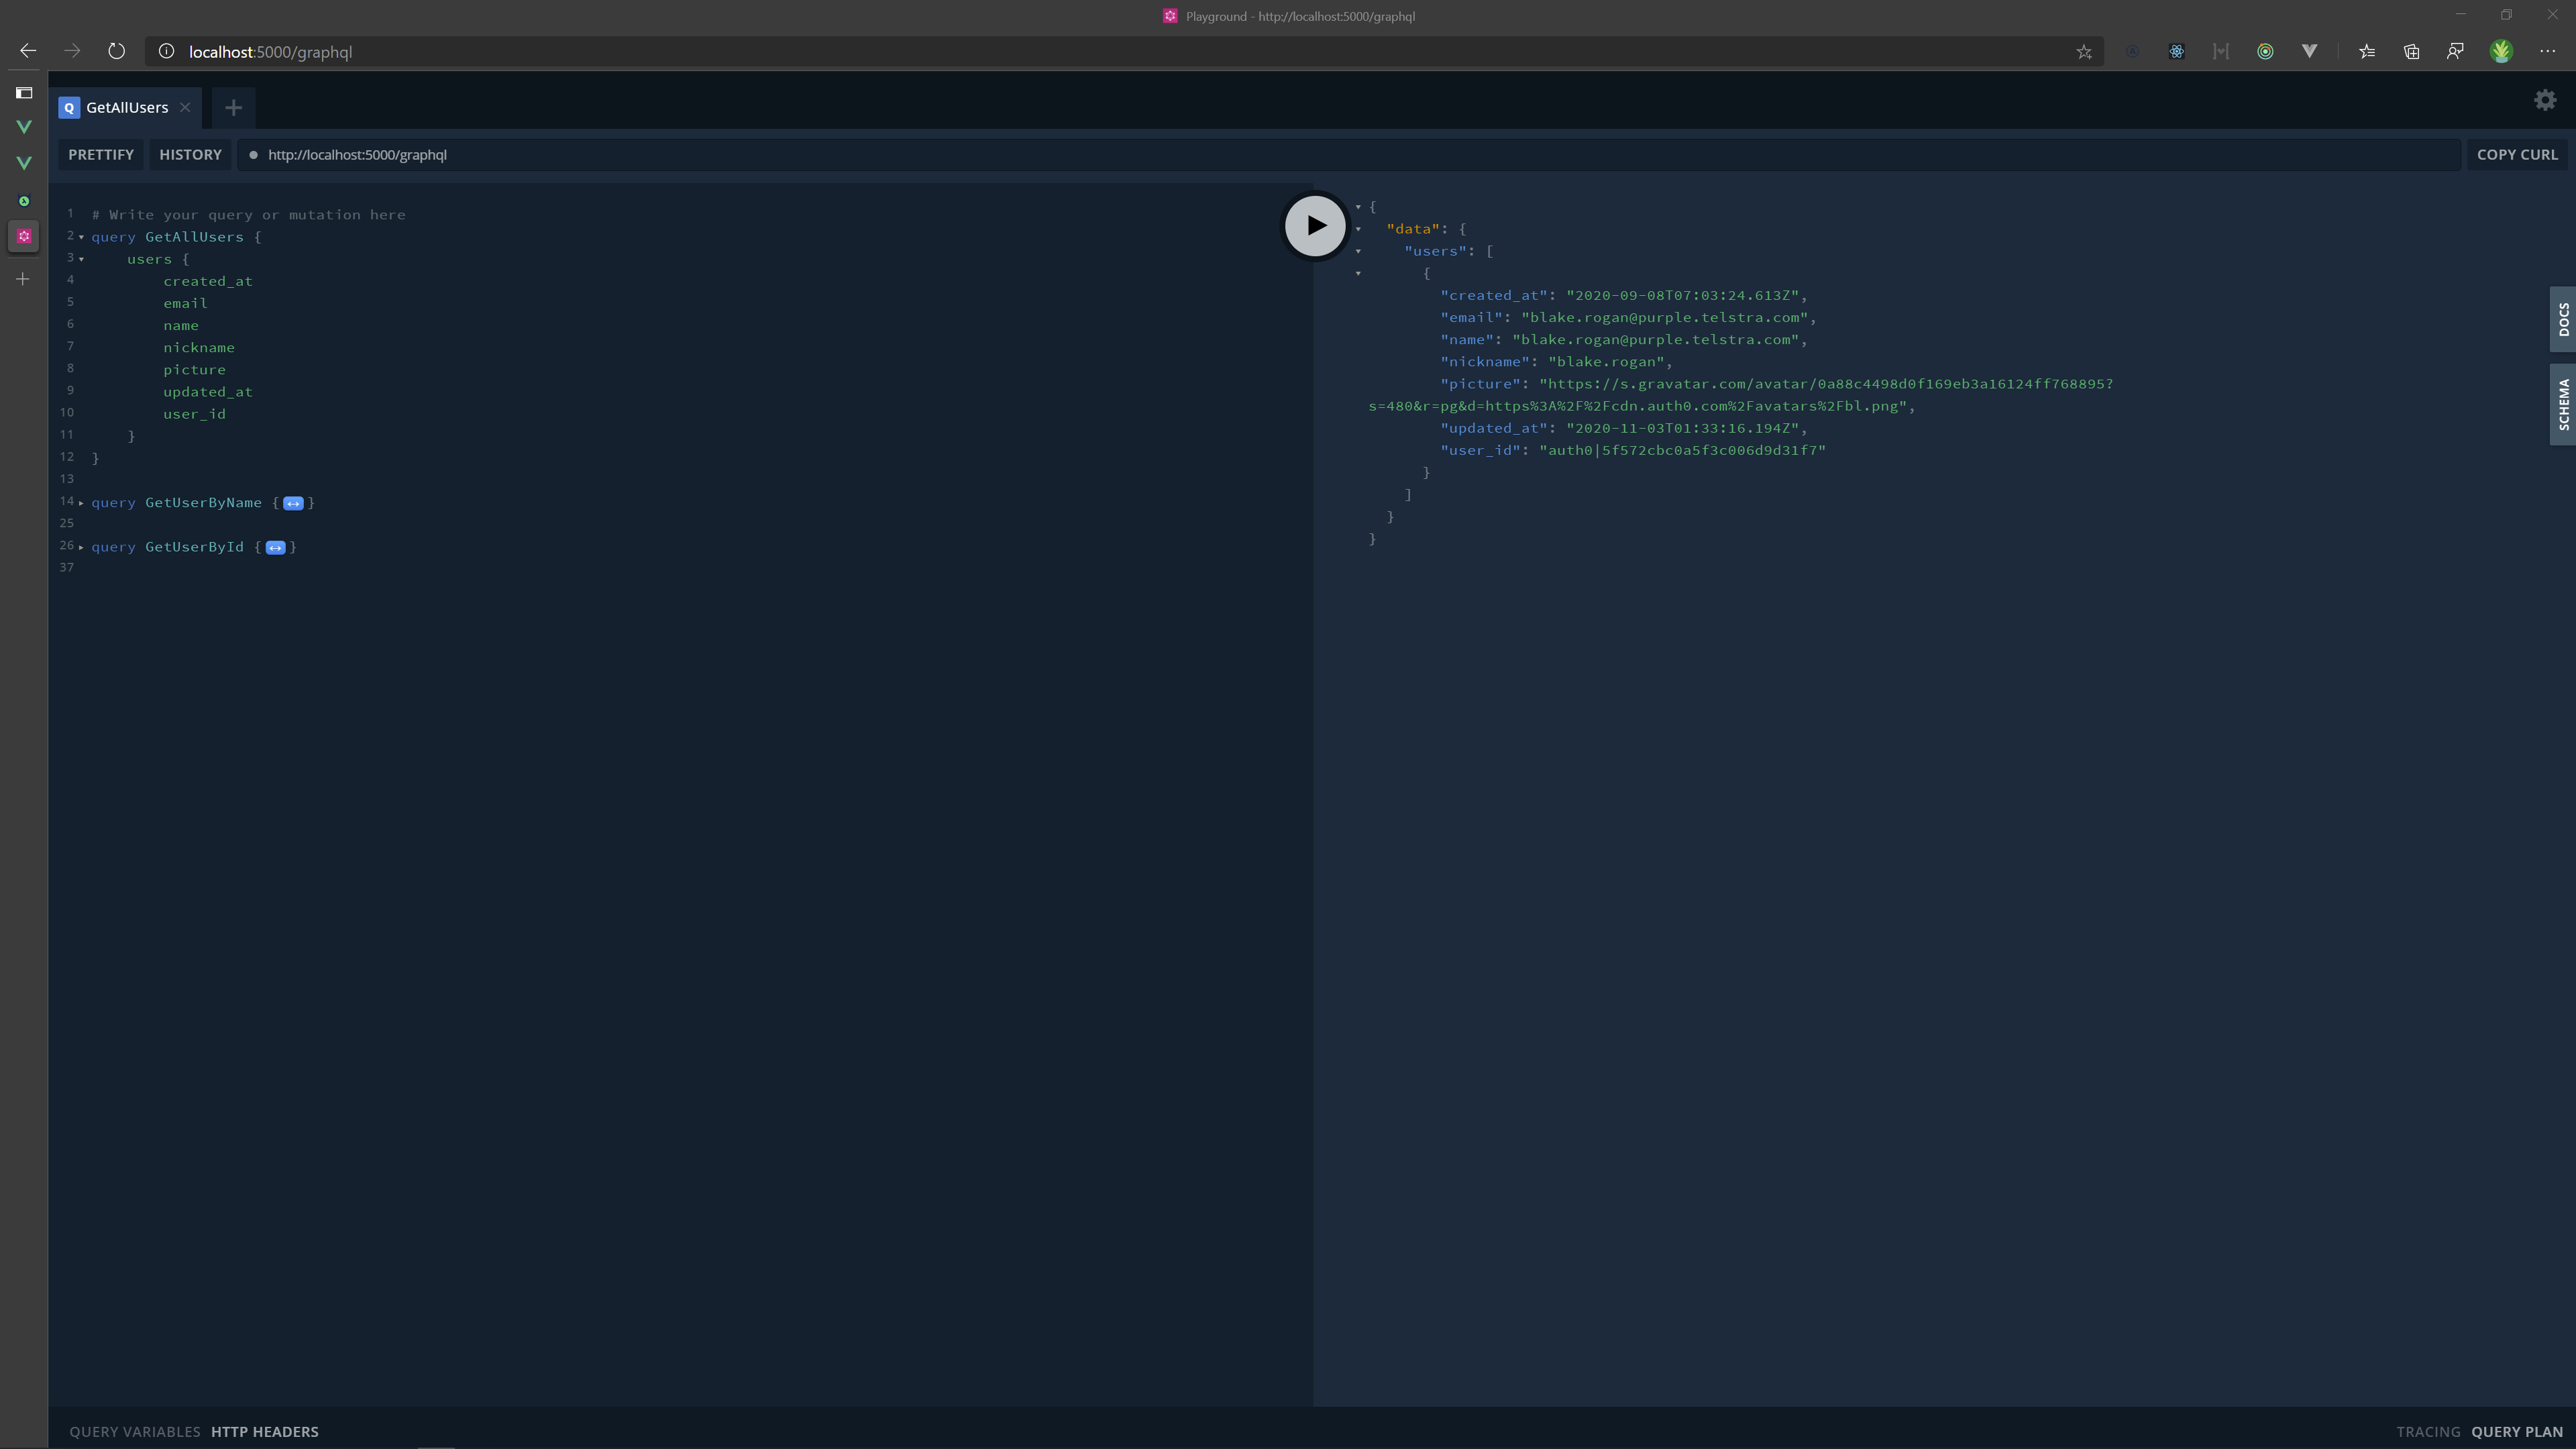 Playground - http://localhost:5000/graphql
localhost:5000/graphql
Q GetAllUsers
PRETTIFY HISTORY http://localhost:5000/graphql COPY CURL
1 # Write your query or mutation here
2 query GetAllUsers {
3 users {
4 created_at
5 email
6 name
7 nickname
8 picture
9 updated_at
10 user_id
11 }
12 }
13
14 query GetUserByName { ↔ }
25
26 query GetUserById { ↔ }
37
{
"data": {
"users": [
{
"created_at": "2020-09-08T07:03:24.613Z",
"email": "blake.rogan@purple.telstra.com",
"name": "blake.rogan@purple.telstra.com",
"nickname": "blake.rogan",
"picture": "https://s.gravatar.com/avatar/0a88c4498d0f169eb3a16124ff768895?
s=480&r=pg&d=https%3A%2F%2Fcdn.auth0.com%2Favatars%2Fbl.png",
"updated_at": "2020-11-03T01:33:16.194Z",
"user_id": "auth0|5f572cbc0a5f3c006d9d31f7"
}
]
}
}
DOCS
SCHEMA
QUERY VARIABLES HTTP HEADERS
TRACING QUERY PLAN